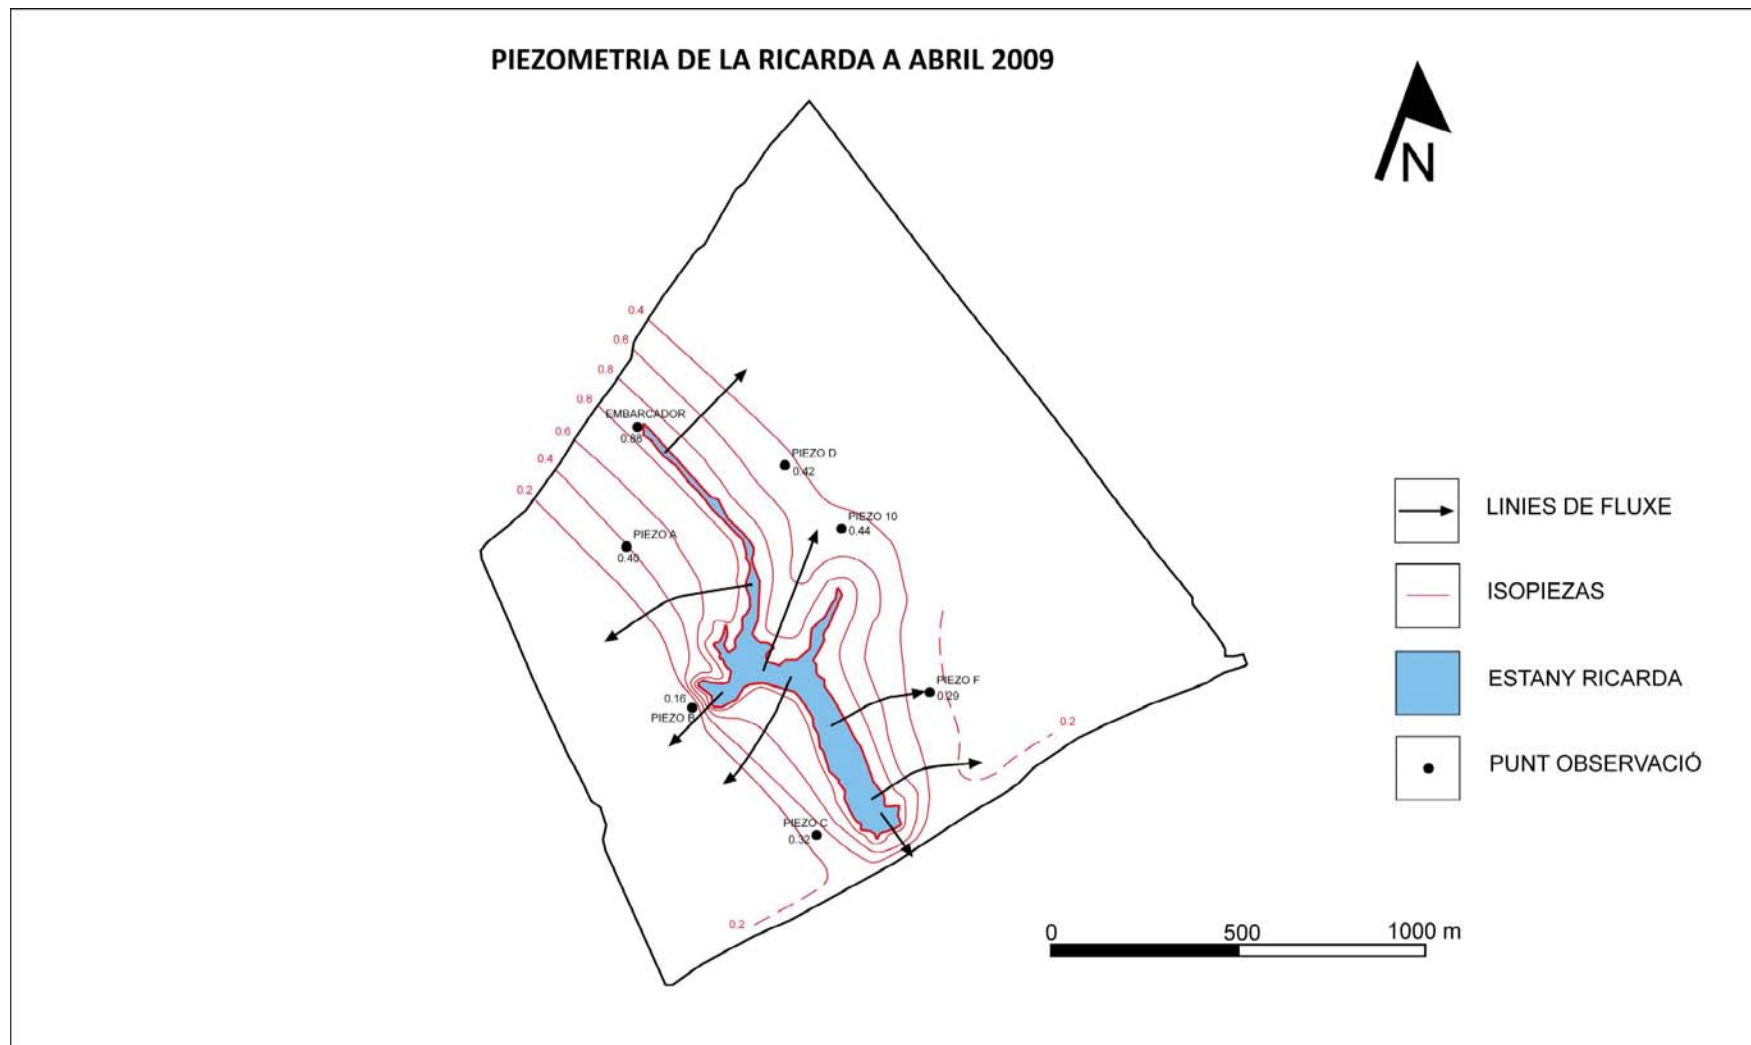 PIEZOMETRIA DE LA RICARDA A ABRIL 2009
N
0.4
0.6
0.8
0.8
EMBARCADOR
0.88
0.6
0.4
PIEZO D
0.42
0.2
PIEZO 10
0.44
PIEZO A
0.40
PIEZO F
0.29
0.16
PIEZO B
0.2
PIEZO C
0.32
0.2
LINIES DE FLUXE
ISOPIEZAS
ESTANY RICARDA
PUNT OBSERVACIÓ
0 500 1000 m